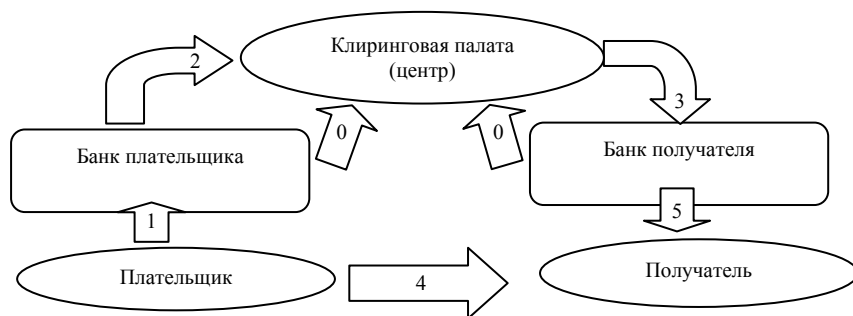 Клиринговая палата
(центр)
2
3
0
0
Банк плательщика
Банк получателя
1
5
Плательщик
4
Получатель